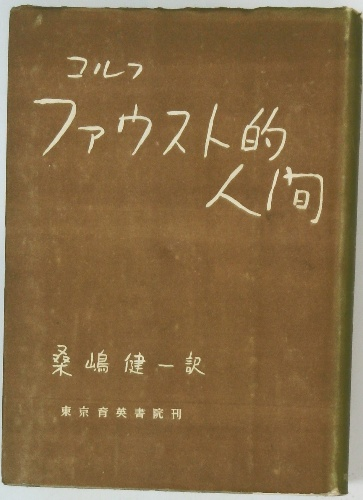 コルフ
ファウスト的
人間
桑嶋健一訳
東京育英書院刊